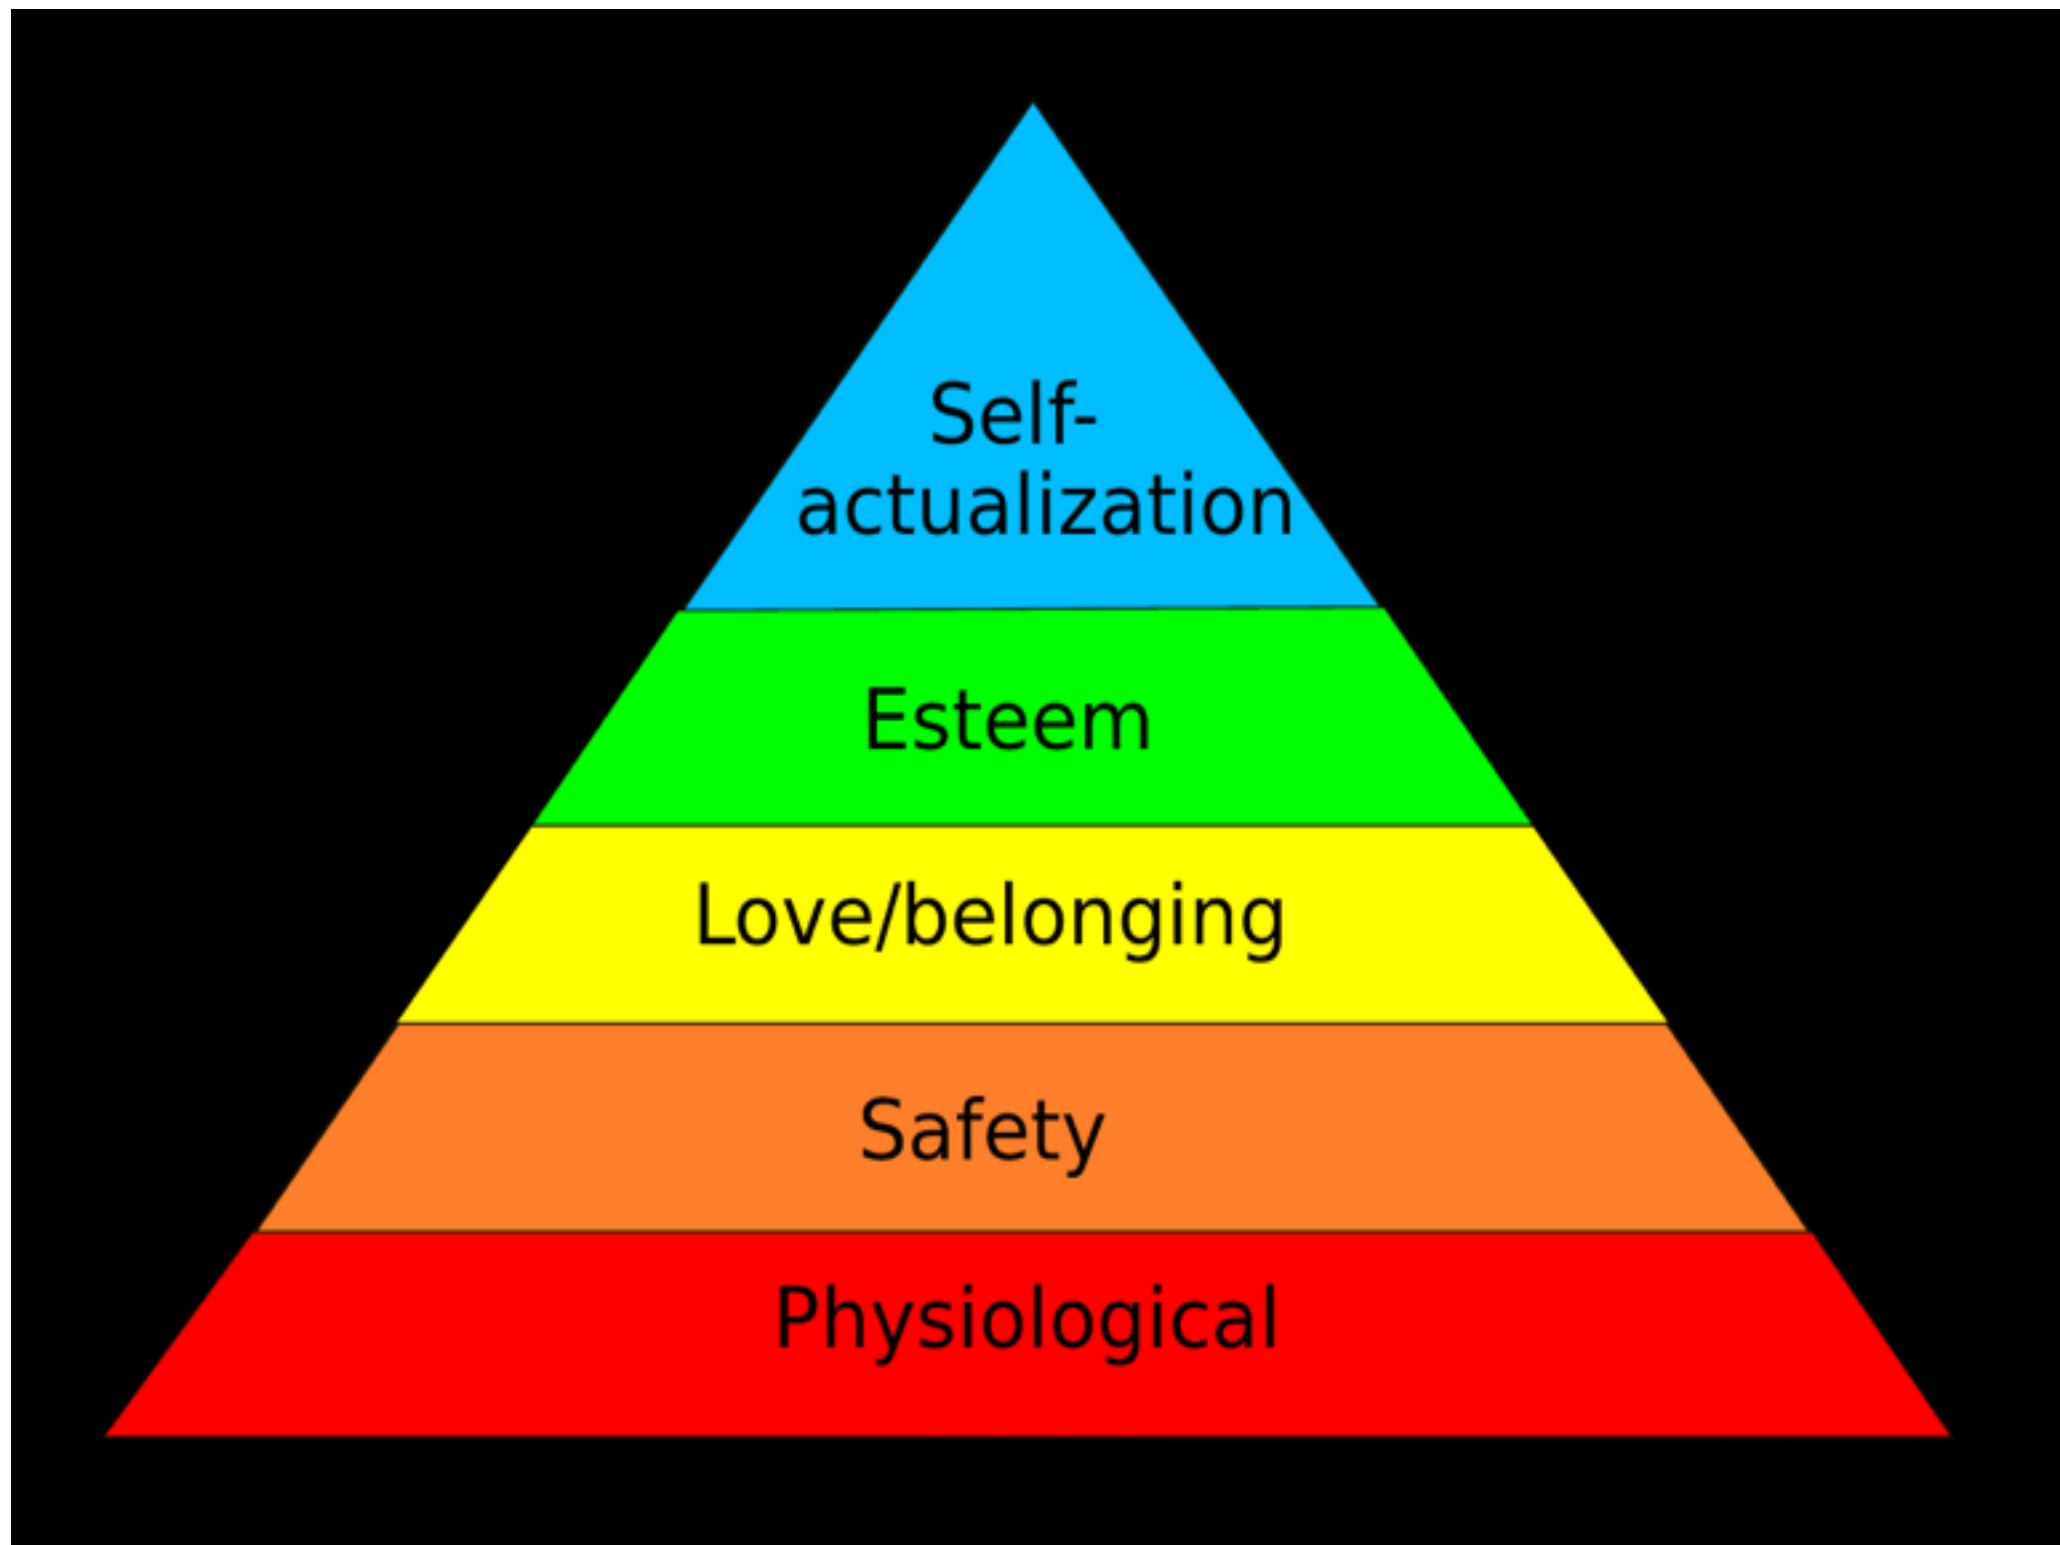 Self-
actualization
Esteem
Love/belonging
Safety
Physiological